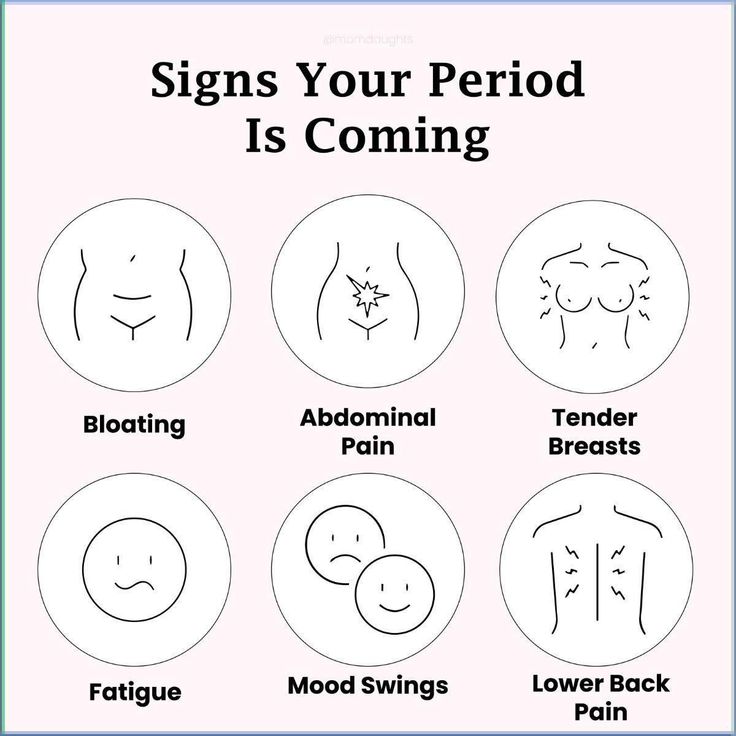 @momdaughts
Signs Your Period
Is Coming
Bloating
Abdominal
Pain
Tender
Breasts
Fatigue
Mood Swings
Lower Back
Pain